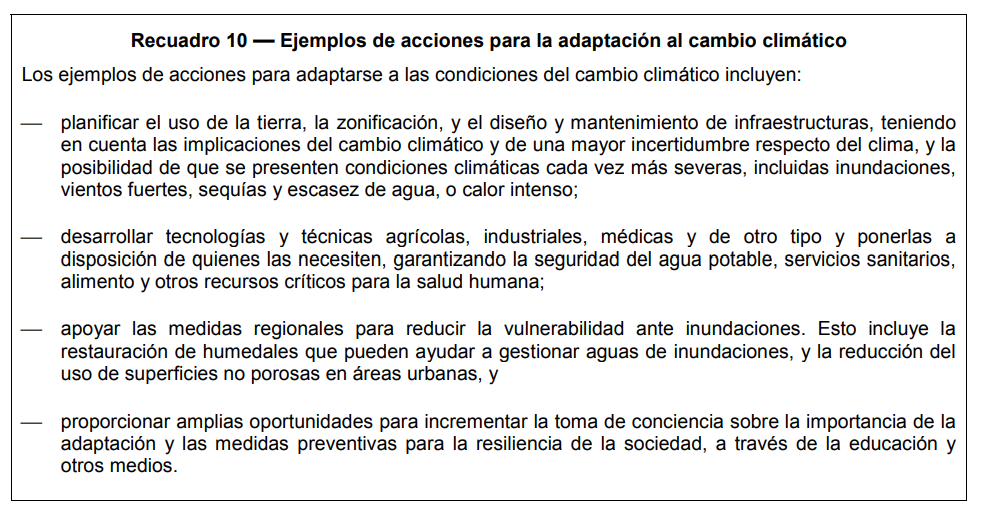 Recuadro 10 — Ejemplos de acciones para la adaptación al cambio climático
Los ejemplos de acciones para adaptarse a las condiciones del cambio climático incluyen:
— planificar el uso de la tierra, la zonificación, y el diseño y mantenimiento de infraestructuras, teniendo
en cuenta las implicaciones del cambio climático y de una mayor incertidumbre respecto del clima, y la
posibilidad de que se presenten condiciones climáticas cada vez más severas, incluidas inundaciones,
vientos fuertes, sequías y escasez de agua, o calor intenso;
— desarrollar tecnologías y técnicas agrícolas, industriales, médicas y de otro tipo y ponerlas a
disposición de quienes las necesiten, garantizando la seguridad del agua potable, servicios sanitarios,
alimento y otros recursos críticos para la salud humana;
— apoyar las medidas regionales para reducir la vulnerabilidad ante inundaciones. Esto incluye la
restauración de humedales que pueden ayudar a gestionar aguas de inundaciones, y la reducción del
uso de superficies no porosas en áreas urbanas, y
— proporcionar amplias oportunidades para incrementar la toma de conciencia sobre la importancia de la
adaptación y las medidas preventivas para la resiliencia de la sociedad, a través de la educación y
otros medios.